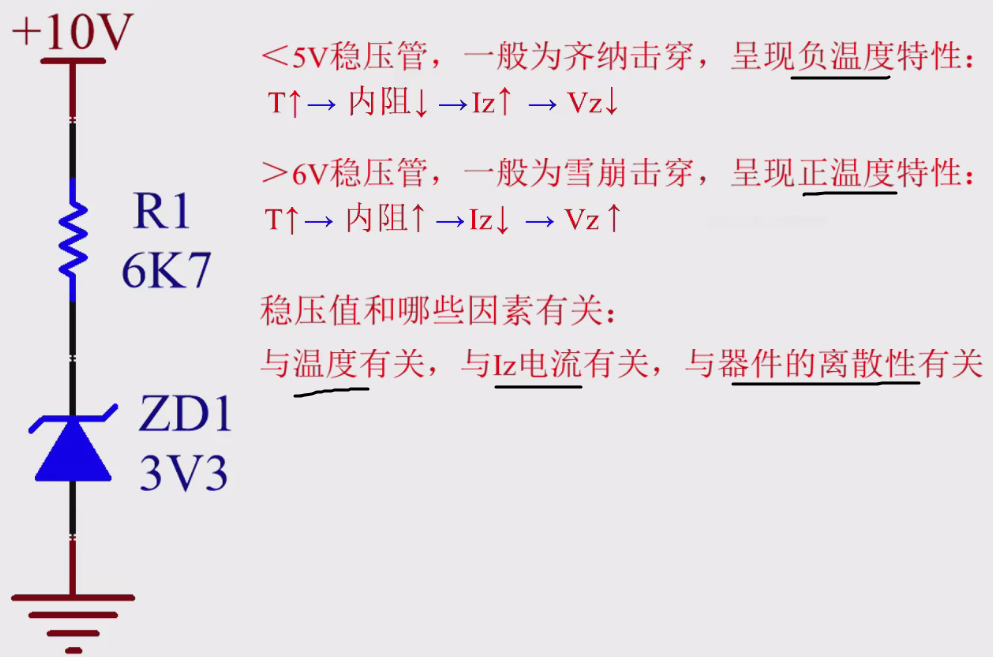 +10V
R1
6K7
ZD1
3V3
<5V稳压管，一般为齐纳击穿，呈现负温度特性：
T↑→ 内阻↓ →Iz↑ → Vz↓
>6V稳压管，一般为雪崩击穿，呈现正温度特性：
T↑→ 内阻↑ →Iz↓ → Vz↑
稳压值和哪些因素有关：
与温度有关，与Iz电流有关，与器件的离散性有关